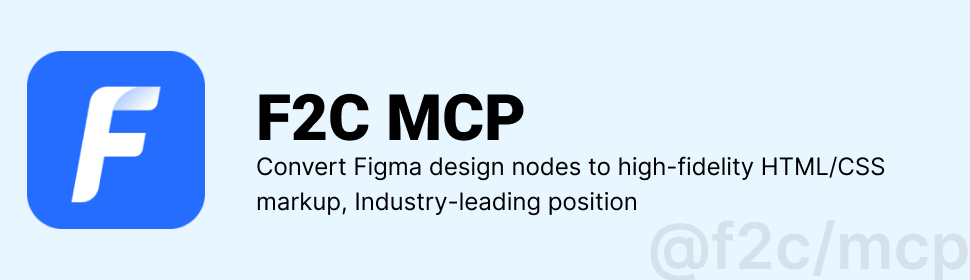 F2C MCP
Convert Figma design nodes to high-fidelity HTML/CSS
markup, Industry-leading position
@f2c/mcp